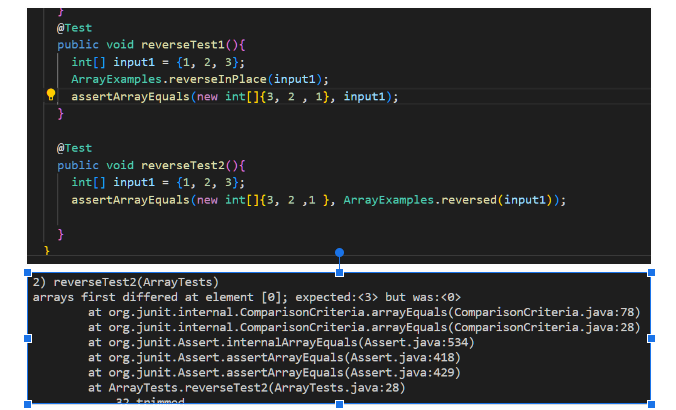 }
@Test
public void reverseTest1(){
int[] input1 = {1, 2, 3};
ArrayExamples.reverseInPlace(input1);
assertArrayEquals(new int[]{3, 2 , 1}, input1);
}
@Test
public void reverseTest2(){
int[] input1 = {1, 2, 3};
assertArrayEquals(new int[]{3, 2 ,1 }, ArrayExamples.reversed(input1));
}
}
2) reverseTest2(ArrayTests)
arrays first differed at element [0]; expected:<3> but was:<0>
at org.junit.internal.ComparisonCriteria.arrayEquals(ComparisonCriteria.java:78)
at org.junit.internal.ComparisonCriteria.arrayEquals(ComparisonCriteria.java:28)
at org.junit.Assert.internalArrayEquals(Assert.java:534)
at org.junit.Assert.assertArrayEquals(Assert.java:418)
at org.junit.Assert.assertArrayEquals(Assert.java:429)
at ArrayTests.reverseTest2(ArrayTests.java:28)
... 32 trimmed